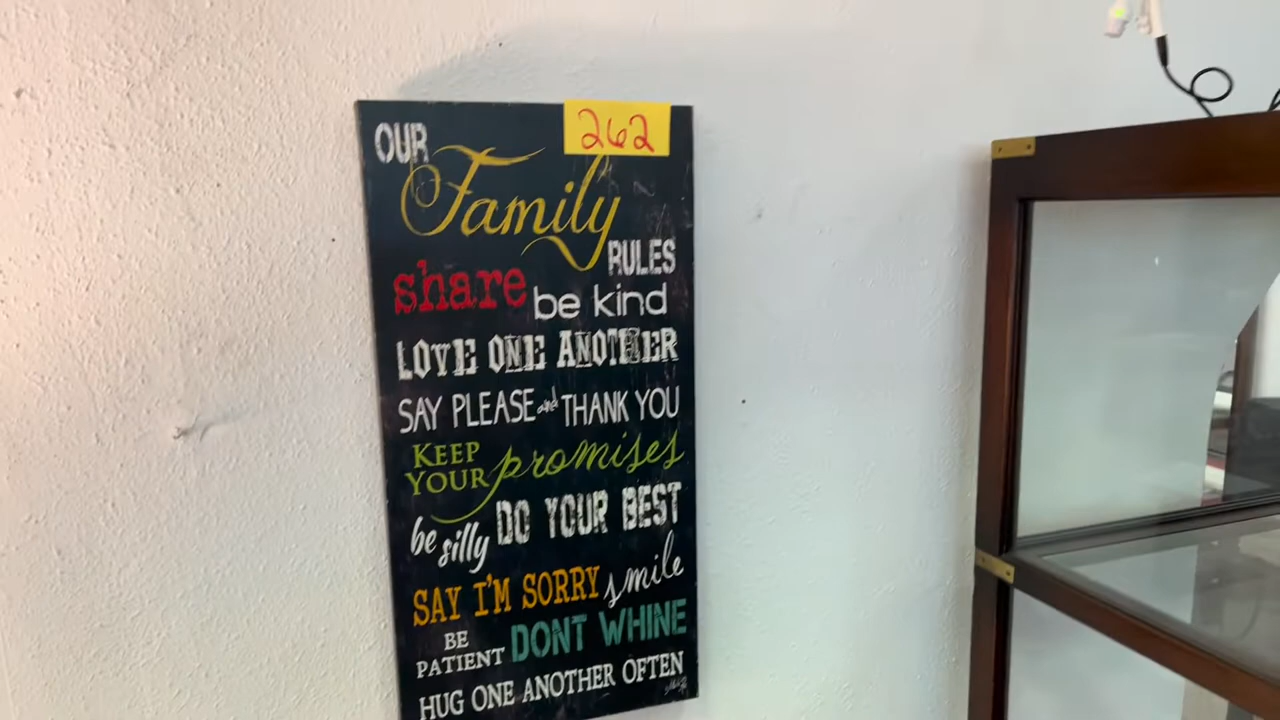 262
OUR
Family
RULES
share be kind
LOVE ONE ANOTHER
SAY PLEASE and THANK YOU
KEEP YOUR promises
be silly DO YOUR BEST
SAY I'M SORRY smile
BE PATIENT DONT WHINE
HUG ONE ANOTHER OFTEN